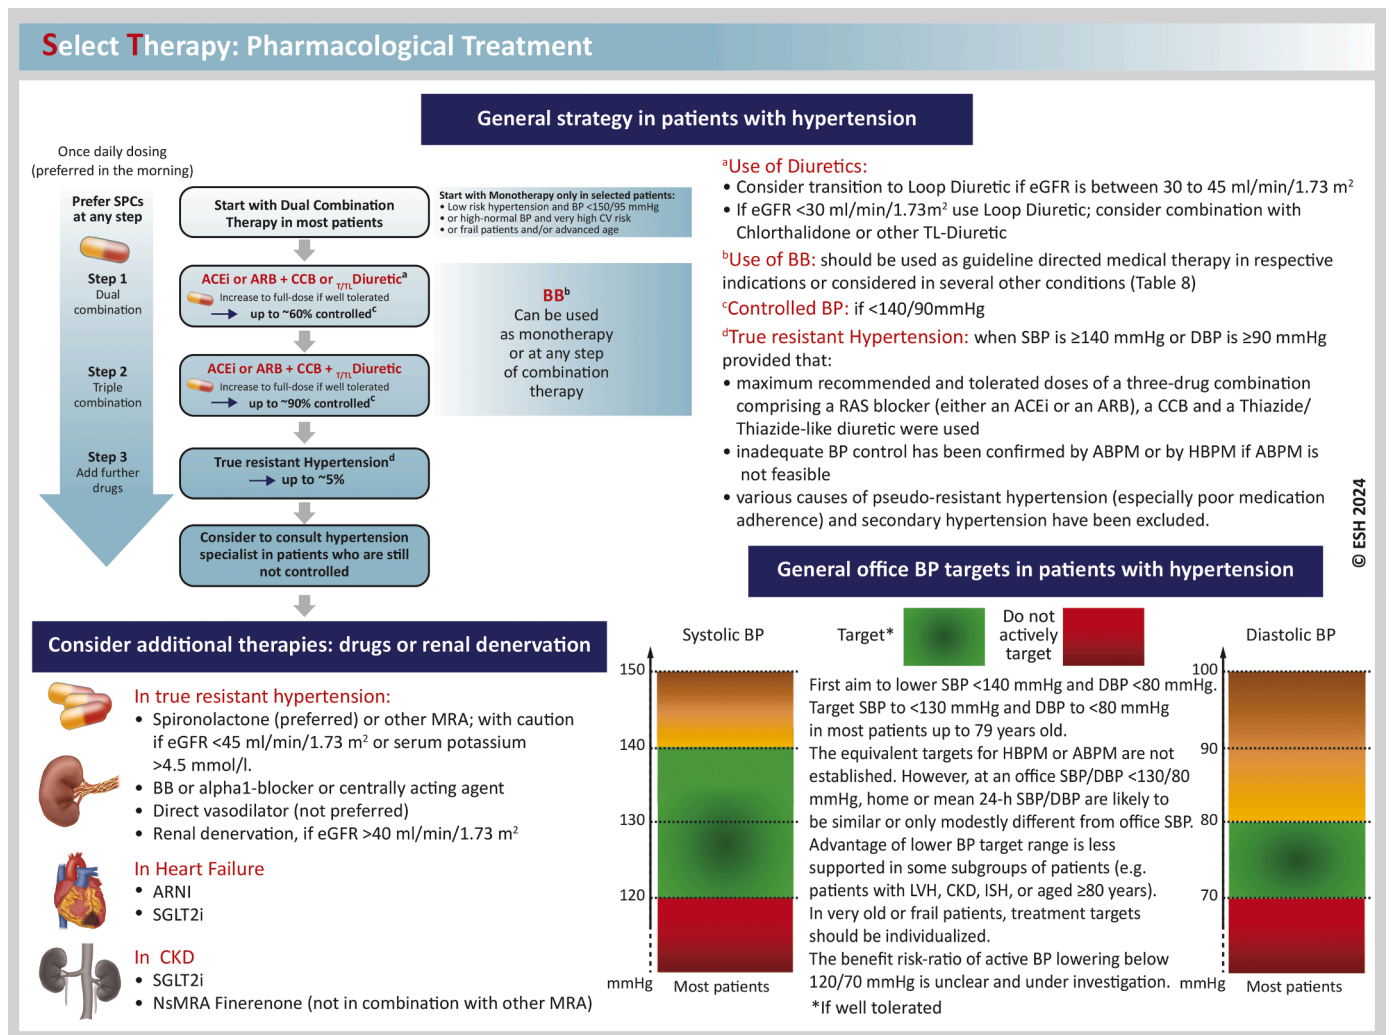 Select Therapy: Pharmacological Treatment
General strategy in patients with hypertension
Once daily dosing
(preferred in the morning)
Prefer SPCs
at any step
Step 1
Dual
combination
Step 2
Triple
combination
Step 3
Add further
drugs
Start with Dual Combination
Therapy in most patients
Start with Monotherapy only in selected patients:
• Low risk hypertension and BP <150/95 mmHg
• or high-normal BP and very high CV risk
• or frail patients and/or advanced age
ACEi or ARB + CCB or T/TLDiuretica
Increase to full-dose if well tolerated
→ up to ~60% controlledc
ACEi or ARB + CCB + T/TLDiuretic
Increase to full-dose if well tolerated
→ up to ~90% controlledc
BBb
Can be used
as monotherapy
or at any step
of combination
therapy
True resistant Hypertensiond
→ up to ~5%
Consider to consult hypertension
specialist in patients who are still
not controlled
aUse of Diuretics:
• Consider transition to Loop Diuretic if eGFR is between 30 to 45 ml/min/1.73 m²
• If eGFR <30 ml/min/1.73m² use Loop Diuretic; consider combination with
Chlorthalidone or other TL-Diuretic
bUse of BB: should be used as guideline directed medical therapy in respective
indications or considered in several other conditions (Table 8)
cControlled BP: if <140/90mmHg
dTrue resistant Hypertension: when SBP is ≥140 mmHg or DBP is ≥90 mmHg
provided that:
• maximum recommended and tolerated doses of a three-drug combination
comprising a RAS blocker (either an ACEi or an ARB), a CCB and a Thiazide/
Thiazide-like diuretic were used
• inadequate BP control has been confirmed by ABPM or by HBPM if ABPM is
not feasible
• various causes of pseudo-resistant hypertension (especially poor medication
adherence) and secondary hypertension have been excluded.
© ESH 2024
Consider additional therapies: drugs or renal denervation
In true resistant hypertension:
• Spironolactone (preferred) or other MRA; with caution
if eGFR <45 ml/min/1.73 m² or serum potassium
>4.5 mmol/l.
• BB or alpha1-blocker or centrally acting agent
• Direct vasodilator (not preferred)
• Renal denervation, if eGFR >40 ml/min/1.73 m²
In Heart Failure
• ARNI
• SGLT2i
In CKD
• SGLT2i
• NsMRA Finerenone (not in combination with other MRA)
General office BP targets in patients with hypertension
Systolic BP
150
140
130
120
mmHg
Most patients
Target*
Do not
actively
target
First aim to lower SBP <140 mmHg and DBP <80 mmHg.
Target SBP to <130 mmHg and DBP to <80 mmHg
in most patients up to 79 years old.
The equivalent targets for HBPM or ABPM are not
established. However, at an office SBP/DBP <130/80
mmHg, home or mean 24-h SBP/DBP are likely to
be similar or only modestly different from office SBP.
Advantage of lower BP target range is less
supported in some subgroups of patients (e.g.
patients with LVH, CKD, ISH, or aged ≥80 years).
In very old or frail patients, treatment targets
should be individualized.
The benefit risk-ratio of active BP lowering below
120/70 mmHg is unclear and under investigation.
*If well tolerated
Diastolic BP
100
90
80
70
mmHg
Most patients